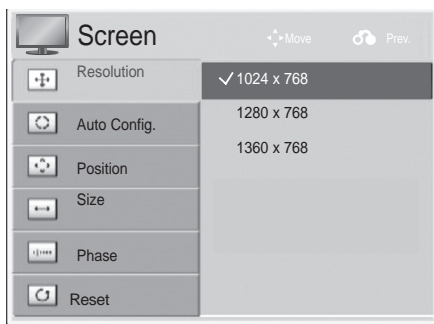 Screen
Move Prev.
Resolution
Auto Config.
Position
Size
Phase
Reset
1024 x 768
1280 x 768
1360 x 768